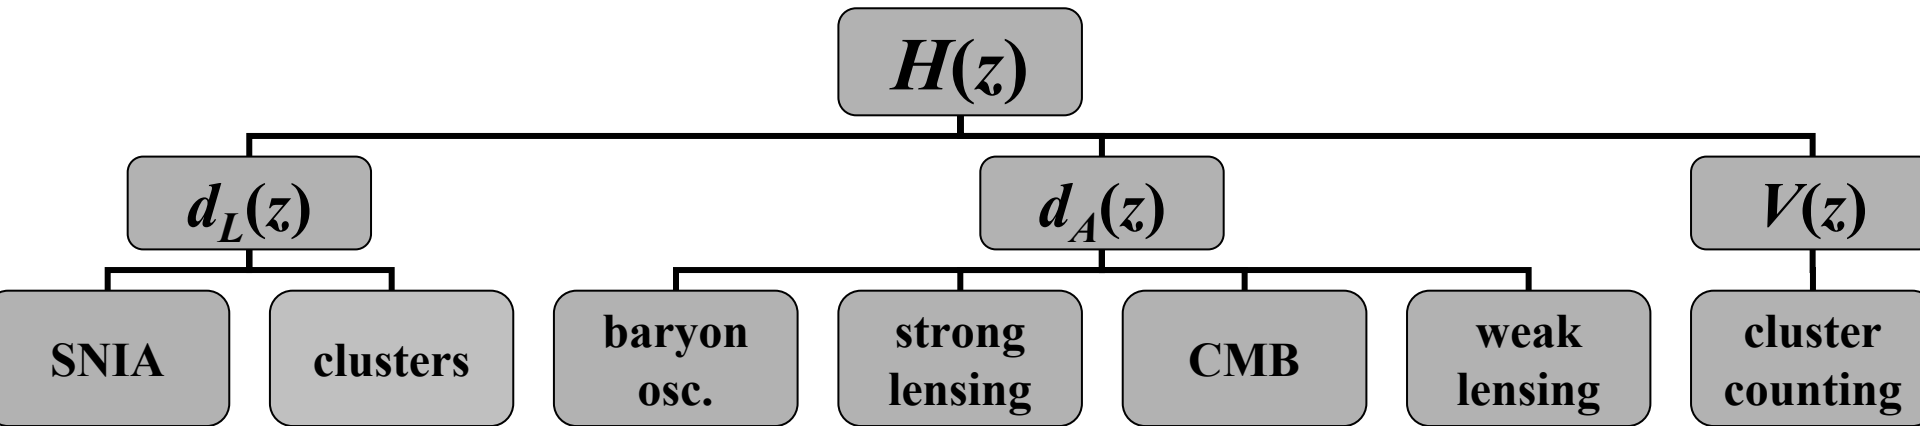 H(z)
d_L(z)
d_A(z)
V(z)
SNIA
clusters
baryon
osc.
strong
lensing
CMB
weak
lensing
cluster
counting